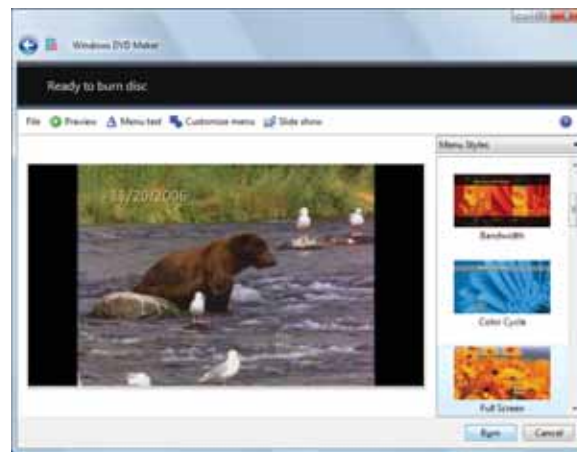 Windows DVD Maker
Ready to burn disc
File Preview Menu text Customize menu Slide show
Menu Styles
11/20/2006
Bandwidth
Color Cycle
Full Screen
Burn Cancel